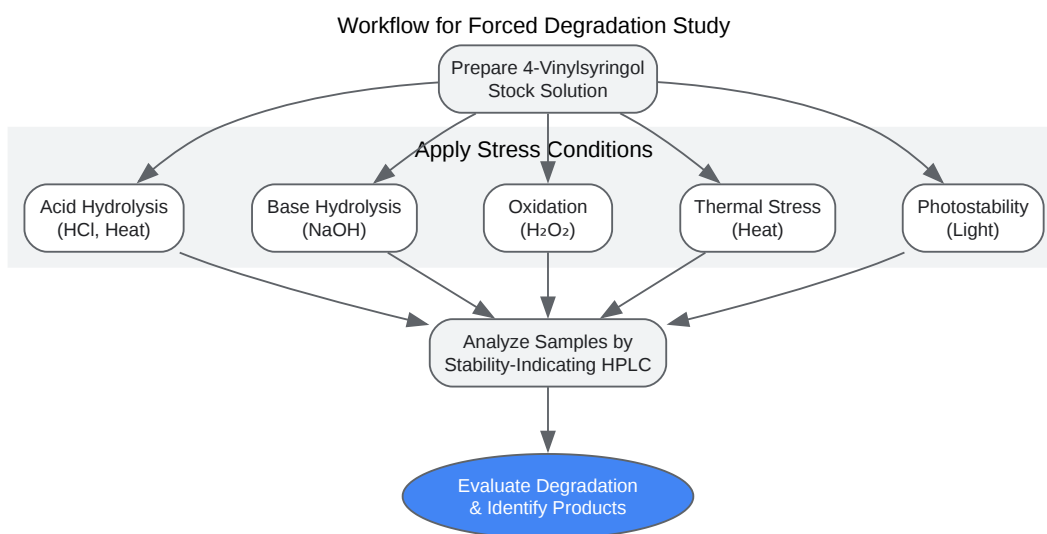 Workflow for Forced Degradation Study
Prepare 4-Vinylsyringol
Stock Solution
Apply Stress Conditions
Acid Hydrolysis
(HCl, Heat)
Base Hydrolysis
(NaOH)
Oxidation
(H₂O₂)
Thermal Stress
(Heat)
Photostability
(Light)
Analyze Samples by
Stability-Indicating HPLC
Evaluate Degradation
& Identify Products